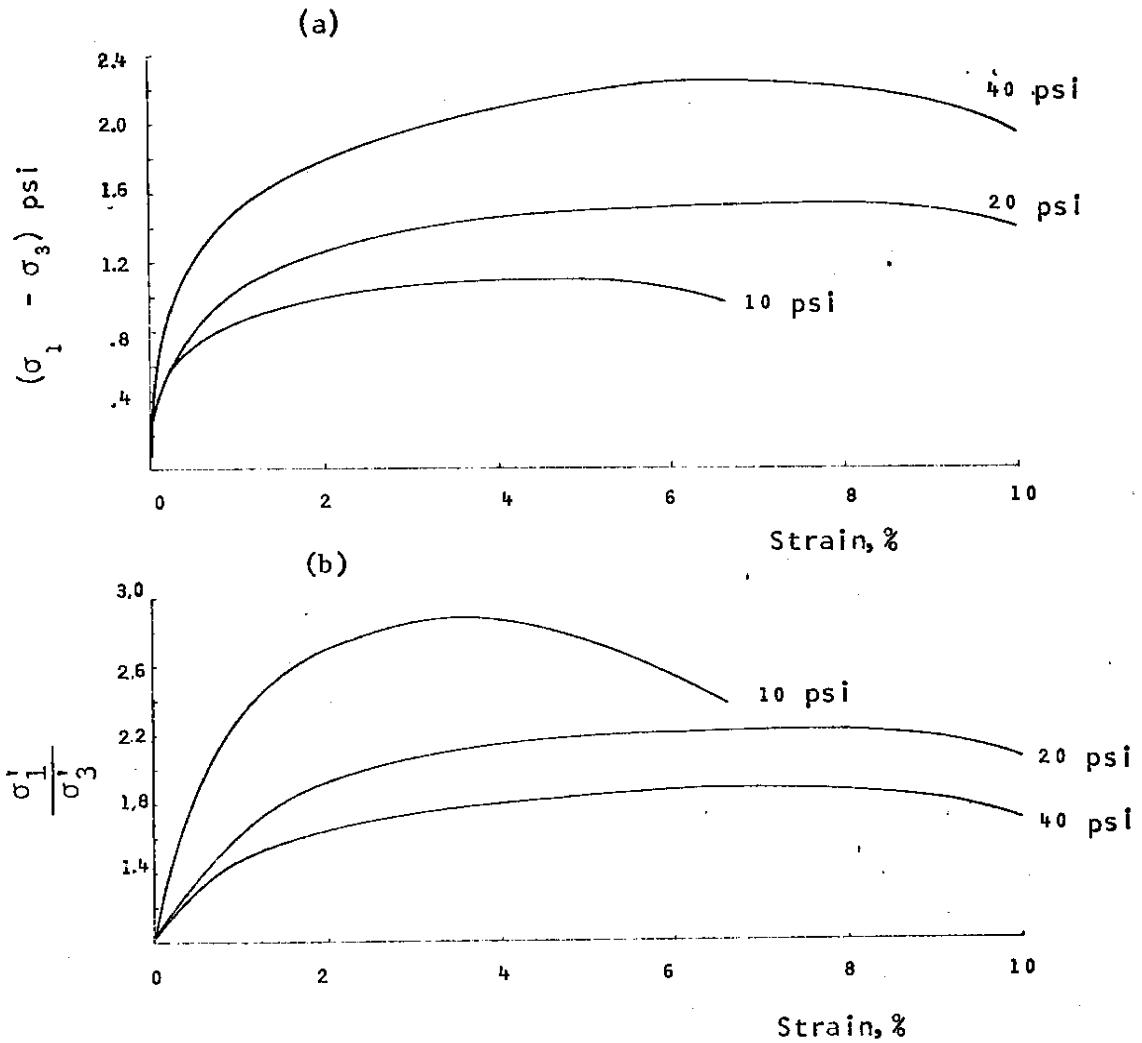 (a)
(σ1 - σ3) psi
2.4
2.0
1.6
1.2
.8
.4
40 psi
20 psi
10 psi
0 2 4 6 8 10
Strain, %
(b)
σ'1
σ'3
3.0
2.6
2.2
1.8
1.4
10 psi
20 psi
40 psi
0 2 4 6 8 10
Strain, %